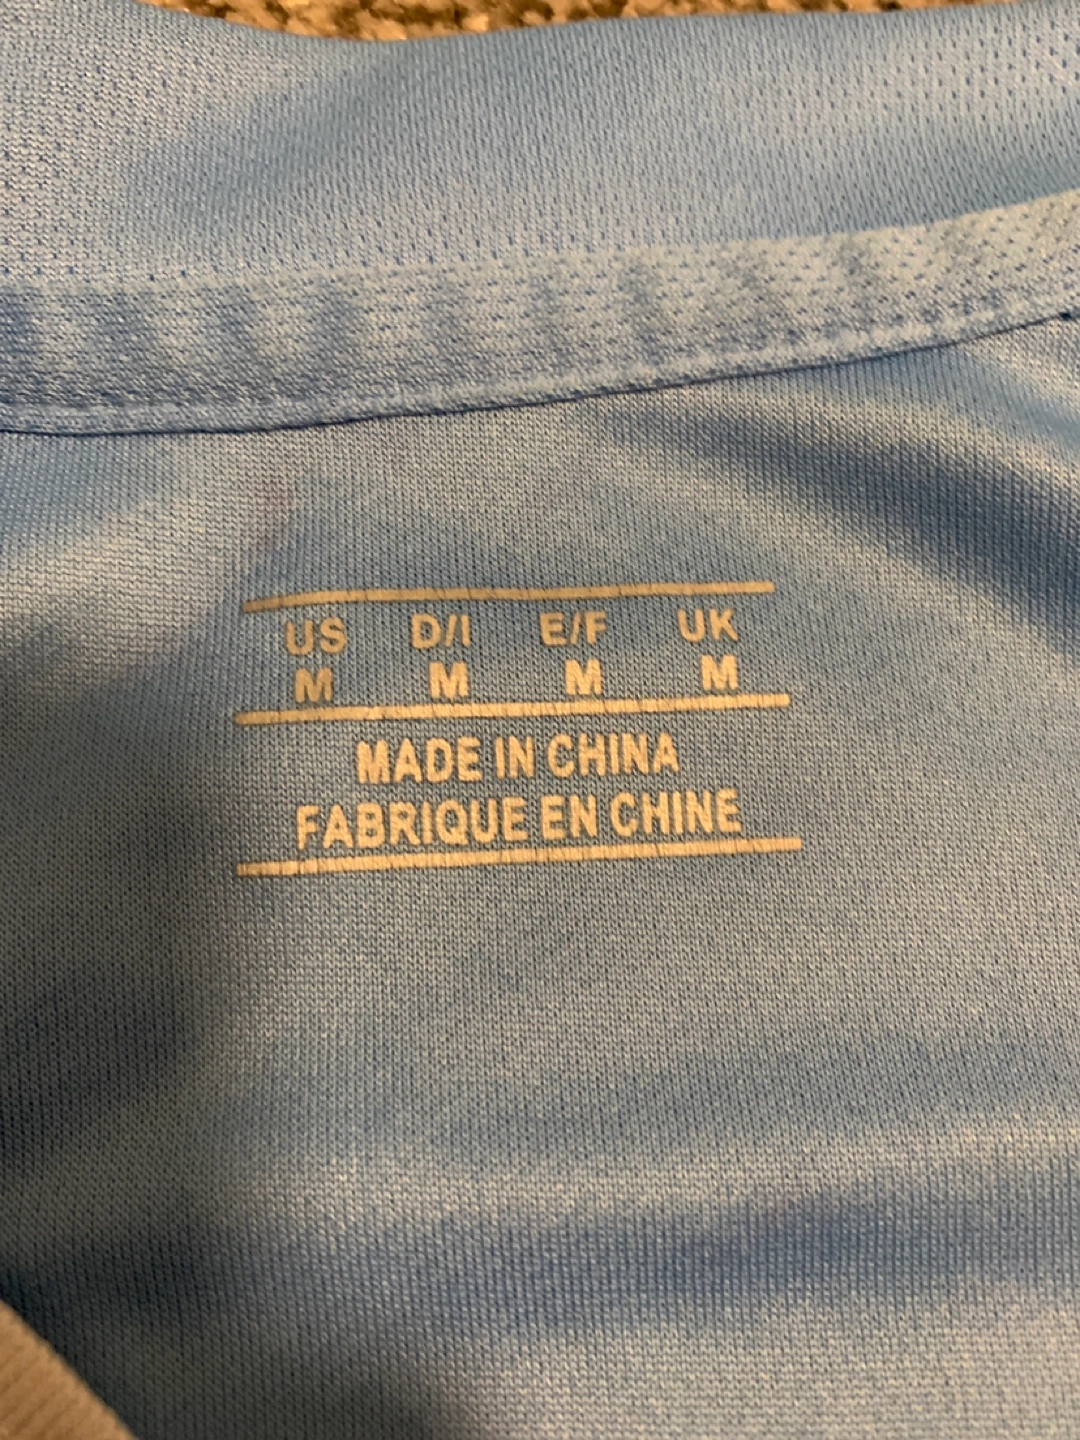 US D/I E/F UK
M M M M
MADE IN CHINA
FABRIQUE EN CHINE